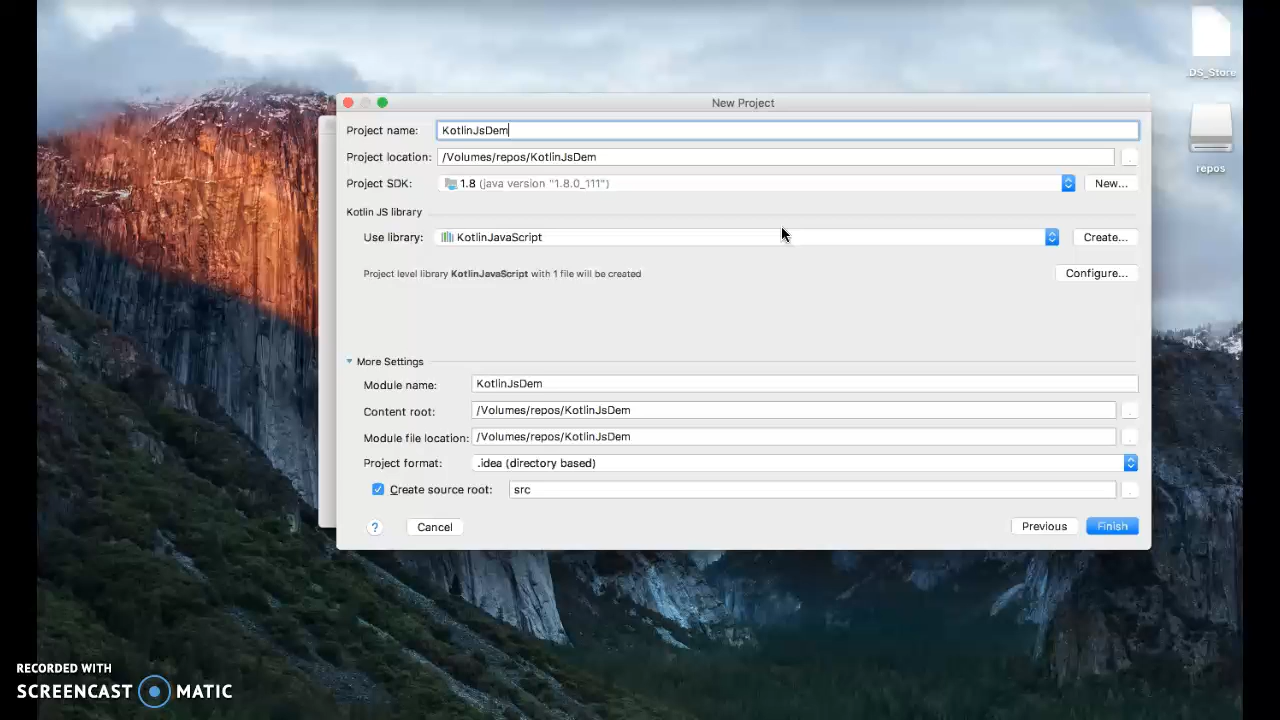 .DS_Store
repos
New Project
Project name: KotlinJsDem
Project location: /Volumes/repos/KotlinJsDem
Project SDK: 1.8 (java version "1.8.0_111") New...
Kotlin JS library
Use library: KotlinJavaScript Create...
Project level library KotlinJavaScript with 1 file will be created Configure...
More Settings
Module name: KotlinJsDem
Content root: /Volumes/repos/KotlinJsDem
Module file location: /Volumes/repos/KotlinJsDem
Project format: .idea (directory based)
Create source root: src
? Cancel Previous Finish
RECORDED WITH
SCREENCAST MATIC